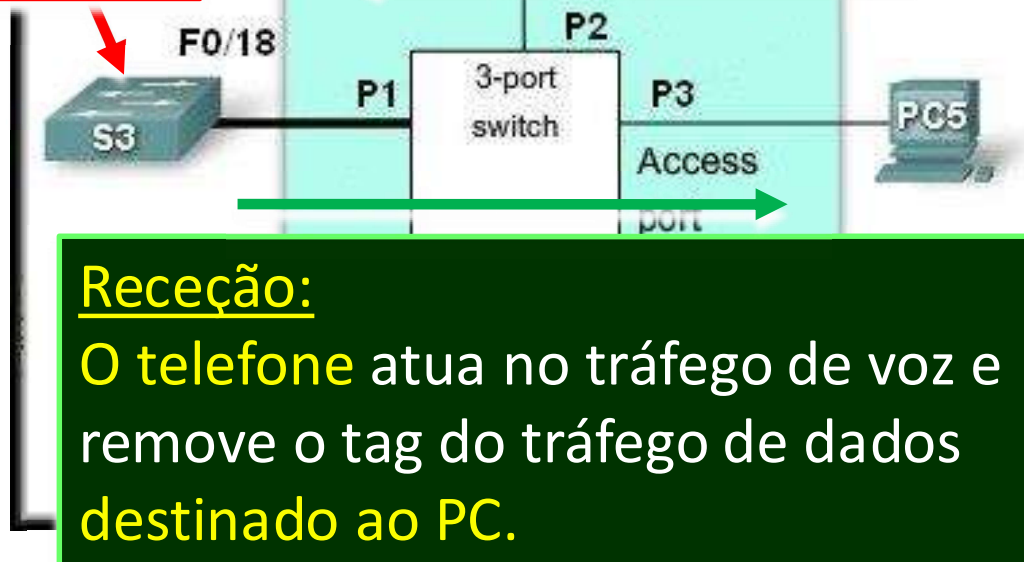 F0/18
P2
P1
3-port
switch
P3
S3
PC5
Access
port
Receção:
O telefone atua no tráfego de voz e
remove o tag do tráfego de dados
destinado ao PC.